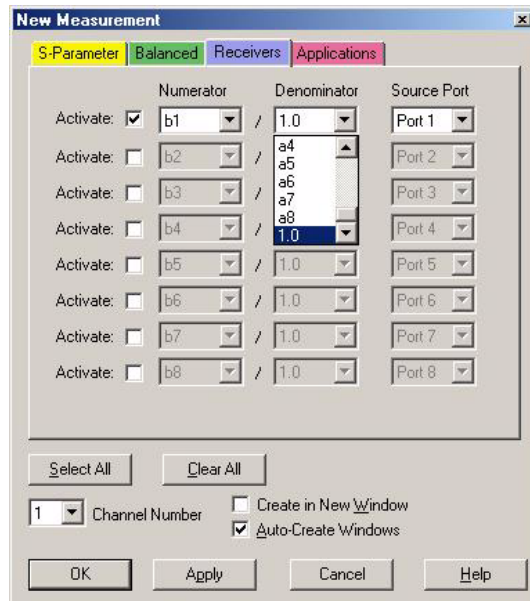 New Measurement
S-Parameter Balanced Receivers Applications
Numerator Denominator Source Port
Activate: b1 / 1.0 Port 1
a4
Activate: b2 / Port 2
a5
a6
Activate: b3 / Port 3
a7
a8
Activate: b4 / Port 4
1.0
Activate: b5 / 1.0 Port 5
Activate: b6 / 1.0 Port 6
Activate: b7 / 1.0 Port 7
Activate: b8 / 1.0 Port 8
Select All Clear All
1 Channel Number
Create in New Window
Auto-Create Windows
OK Apply Cancel Help